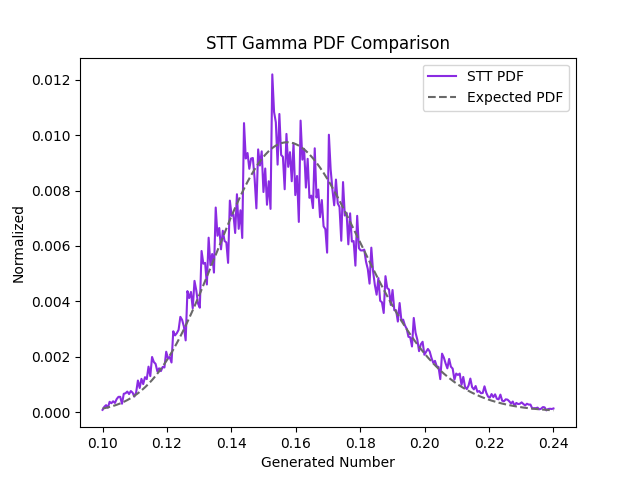 STT Gamma PDF Comparison
STT PDF
Expected PDF
Normalized
0.012
0.010
0.008
0.006
0.004
0.002
0.000
0.10 0.12 0.14 0.16 0.18 0.20 0.22 0.24
Generated Number